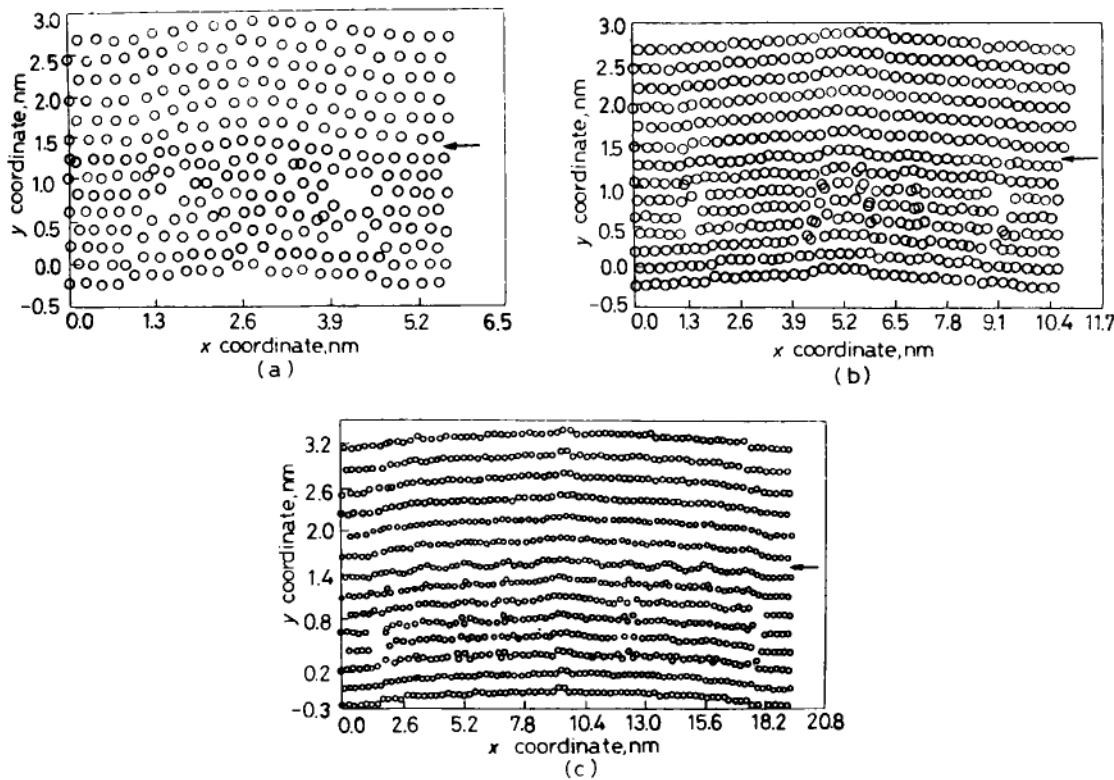 3.0
2.5
2.0
1.5
1.0
0.5
0.0
−0.5
y coordinate, nm
0.0 1.3 2.6 3.9 5.2 6.5
x coordinate, nm
(a)
3.0
2.5
2.0
1.5
1.0
0.5
0.0
−0.5
y coordinate, nm
0.0 1.3 2.6 3.9 5.2 6.5 7.8 9.1 10.4 11.7
x coordinate, nm
(b)
3.2
2.6
2.0
1.4
0.8
0.2
−0.3
y coordinate, nm
0.0 2.6 5.2 7.8 10.4 13.0 15.6 18.2 20.8
x coordinate, nm
(c)